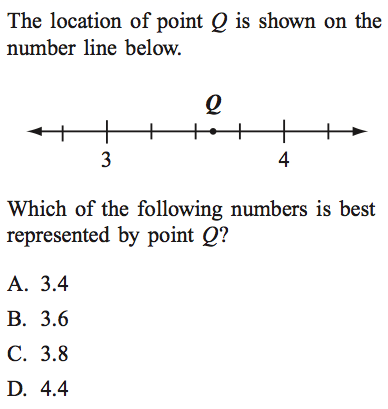 The location of point Q is shown on the
number line below.
Q
3 4
Which of the following numbers is best
represented by point Q?
A. 3.4
B. 3.6
C. 3.8
D. 4.4